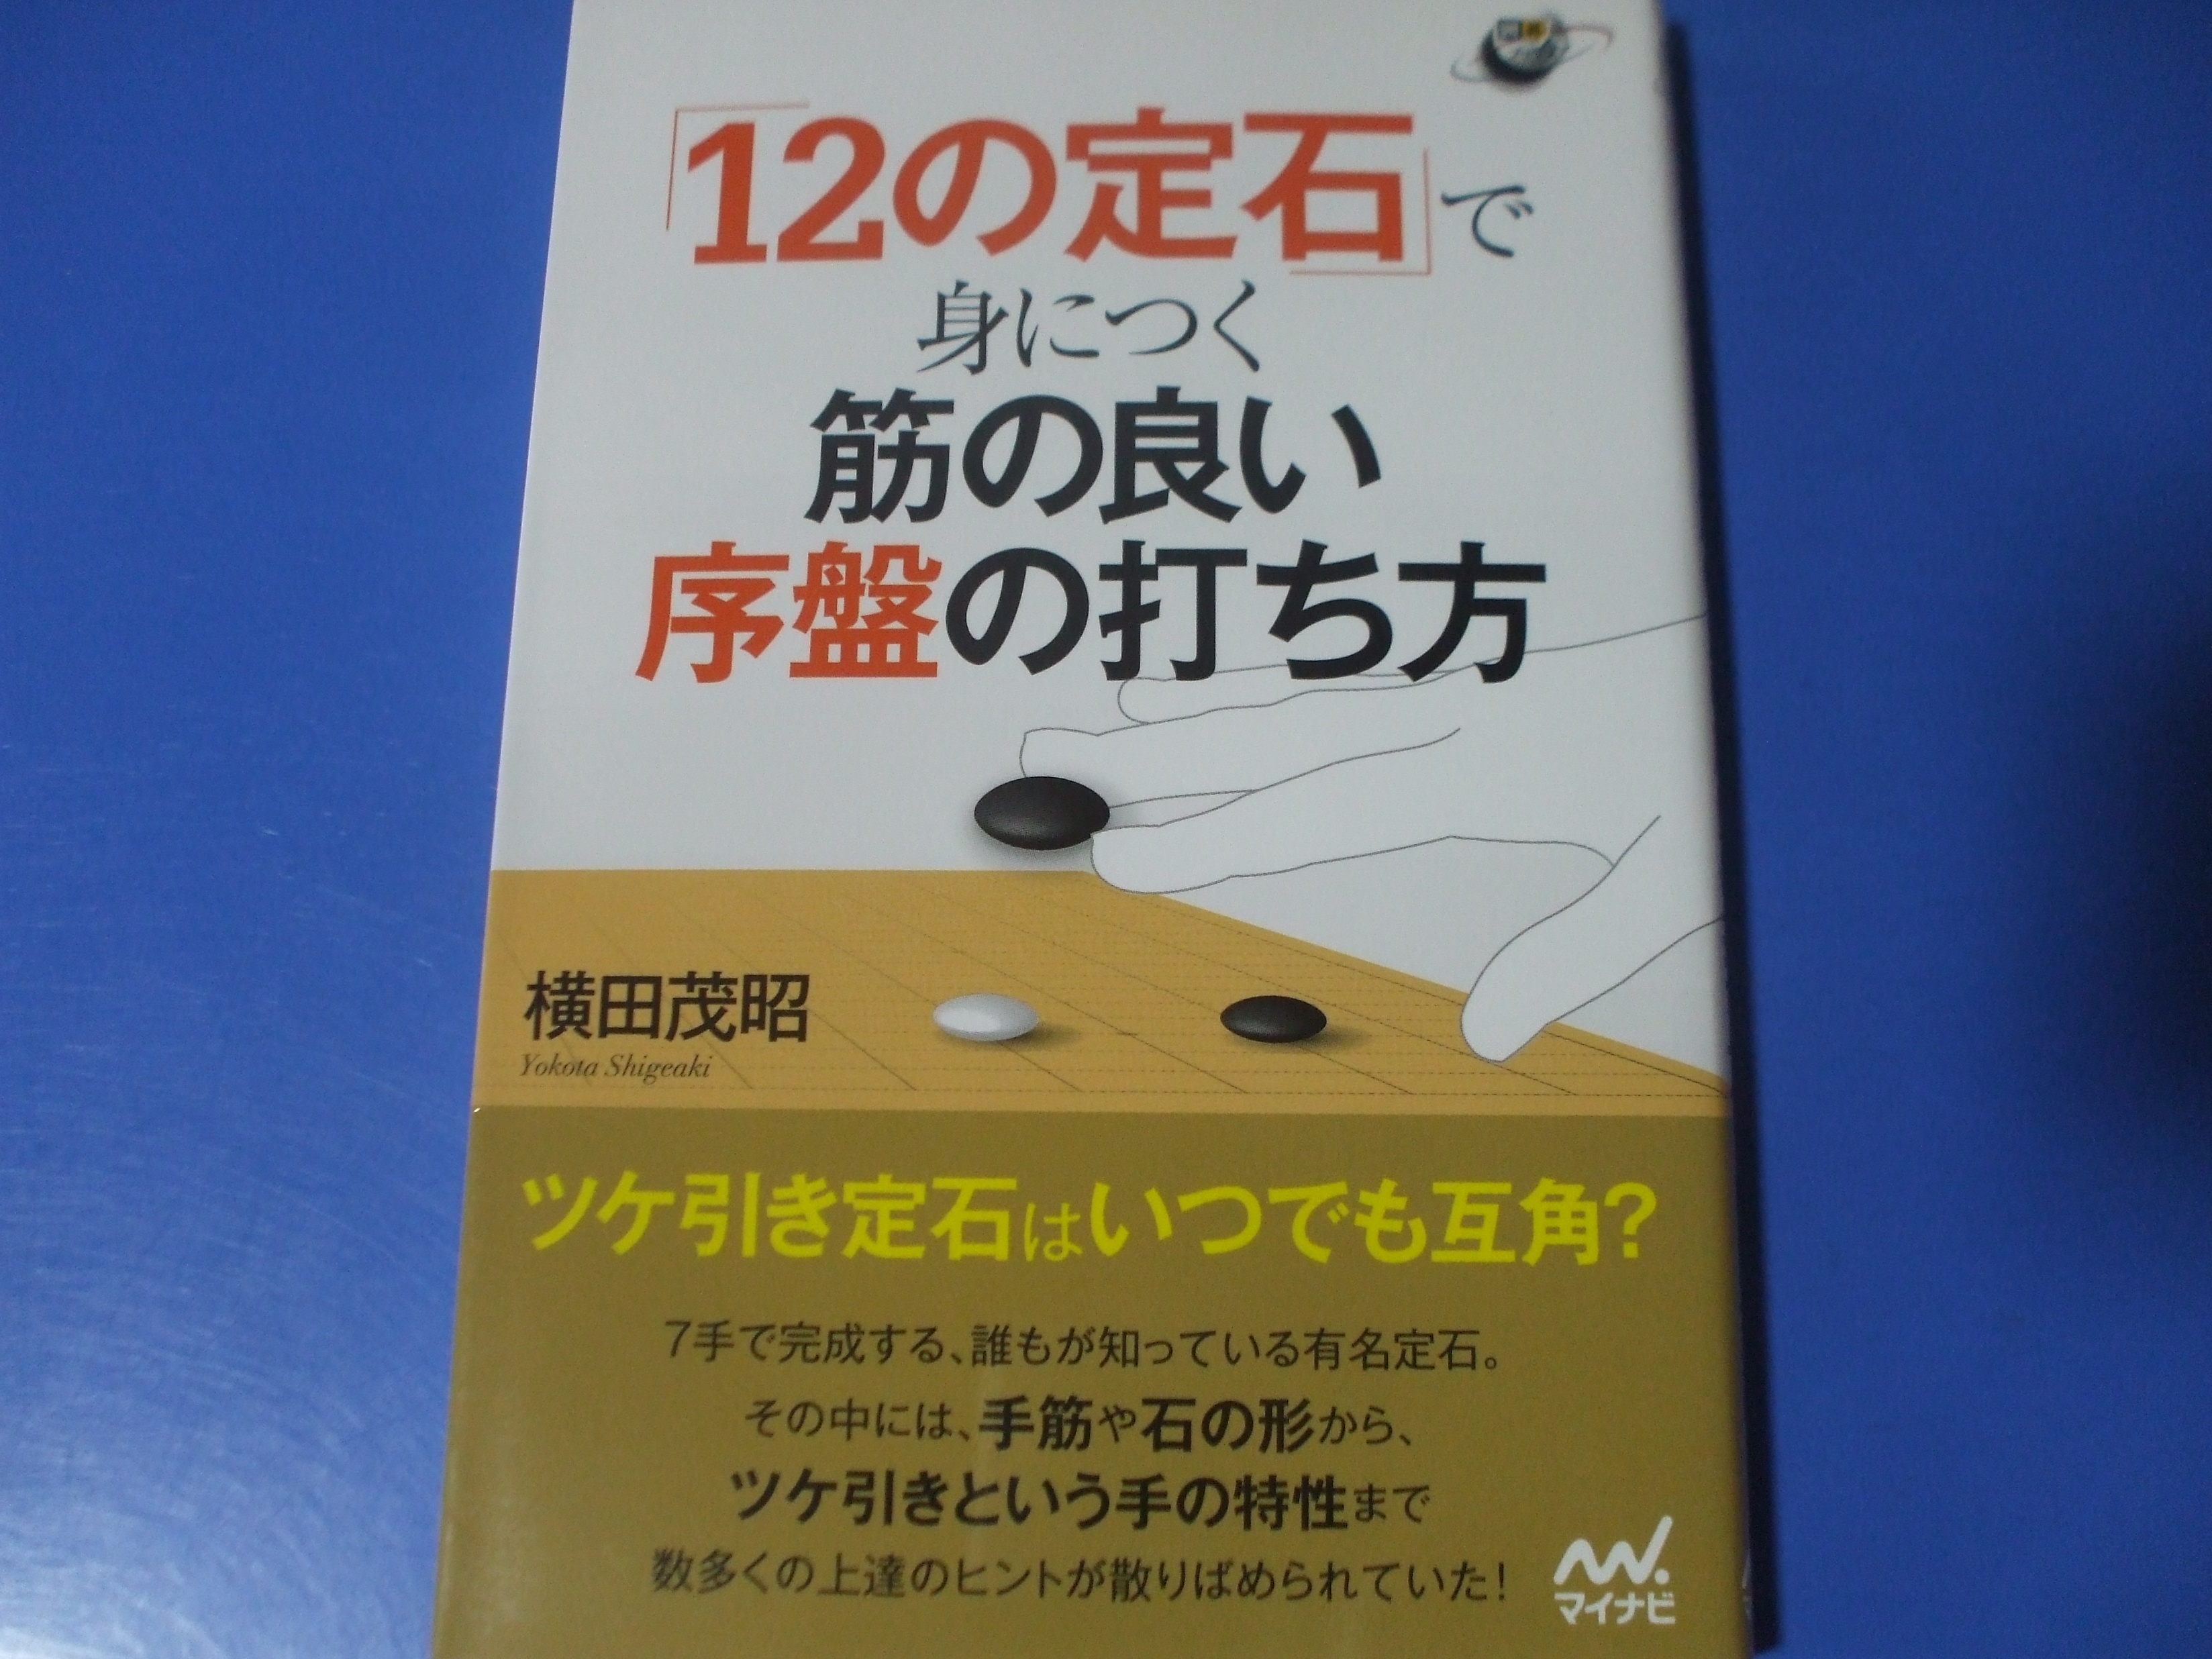 「12の定石」で
身につく
筋の良い
序盤の打ち方
横田茂昭
Yokota Shigeaki
ツケ引き定石はいつでも互角?
7手で完成する、誰もが知っている有名定石。
その中には、手筋や石の形から、
ツケ引きという手の特性まで
数多くの上達のヒントが散りばめられていた!
マイナビ